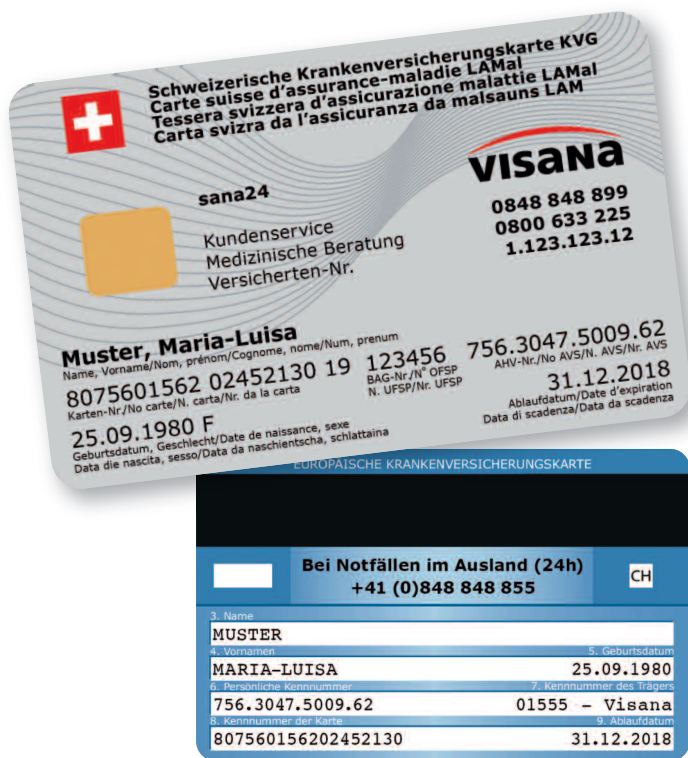 Schweizerische Krankenversicherungskarte KVG
Carte suisse d'assurance-maladie LAMal
Tessera svizzera d'assicurazione malattie LAMal
Carta svizra da l'assicuranza da malsauns LAM
visana
sana24
Kundenservice 0848 848 899
Medizinische Beratung 0800 633 225
Versicherten-Nr. 1.123.123.12
Muster, Maria-Luisa
Name, Vorname/Nom, prénom/Cognome, nome/Num, prenum
8075601562 02452130 19 123456 756.3047.5009.62
Karten-Nr./No carte/N. carta/Nr. da la carta BAG-Nr./N° OFSP AHV-Nr./No AVS/N. AVS/Nr. AVS
N. UFSP/Nr. UFSP
25.09.1980 F 31.12.2018
Geburtsdatum, Geschlecht/Date de naissance, sexe Ablaufdatum/Date d'expiration
Data die nascita, sesso/Data da naschientscha, schlattaina Data di scadenza/Data da scadenza
EUROPÄISCHE KRANKENVERSICHERUNGSKARTE
Bei Notfällen im Ausland (24h)
+41 (0)848 848 855
CH
3. Name
MUSTER
4. Vornamen 5. Geburtsdatum
MARIA-LUISA 25.09.1980
6. Persönliche Kennnummer 7. Kennnummer des Trägers
756.3047.5009.62 01555 - Visana
8. Kennnummer der Karte 9. Ablaufdatum
807560156202452130 31.12.2018